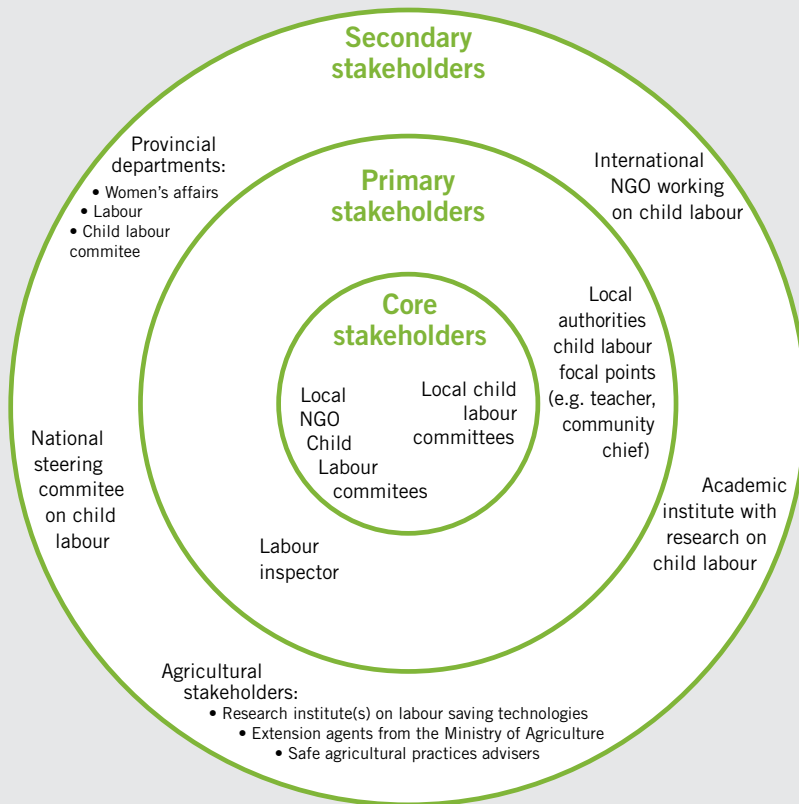 Secondary
stakeholders
Provincial
departments:
• Women's affairs
• Labour
• Child labour
commitee
International
NGO working
on child labour
Primary
stakeholders
Local
authorities
child labour
focal points
(e.g. teacher,
community
chief)
Core
stakeholders
Local
NGO
Child
Labour
commitees
Local child
labour
committees
National
steering
commitee
on child
labour
Academic
institute with
research on
child labour
Labour
inspector
Agricultural
stakeholders:
• Research institute(s) on labour saving technologies
• Extension agents from the Ministry of Agriculture
• Safe agricultural practices advisers